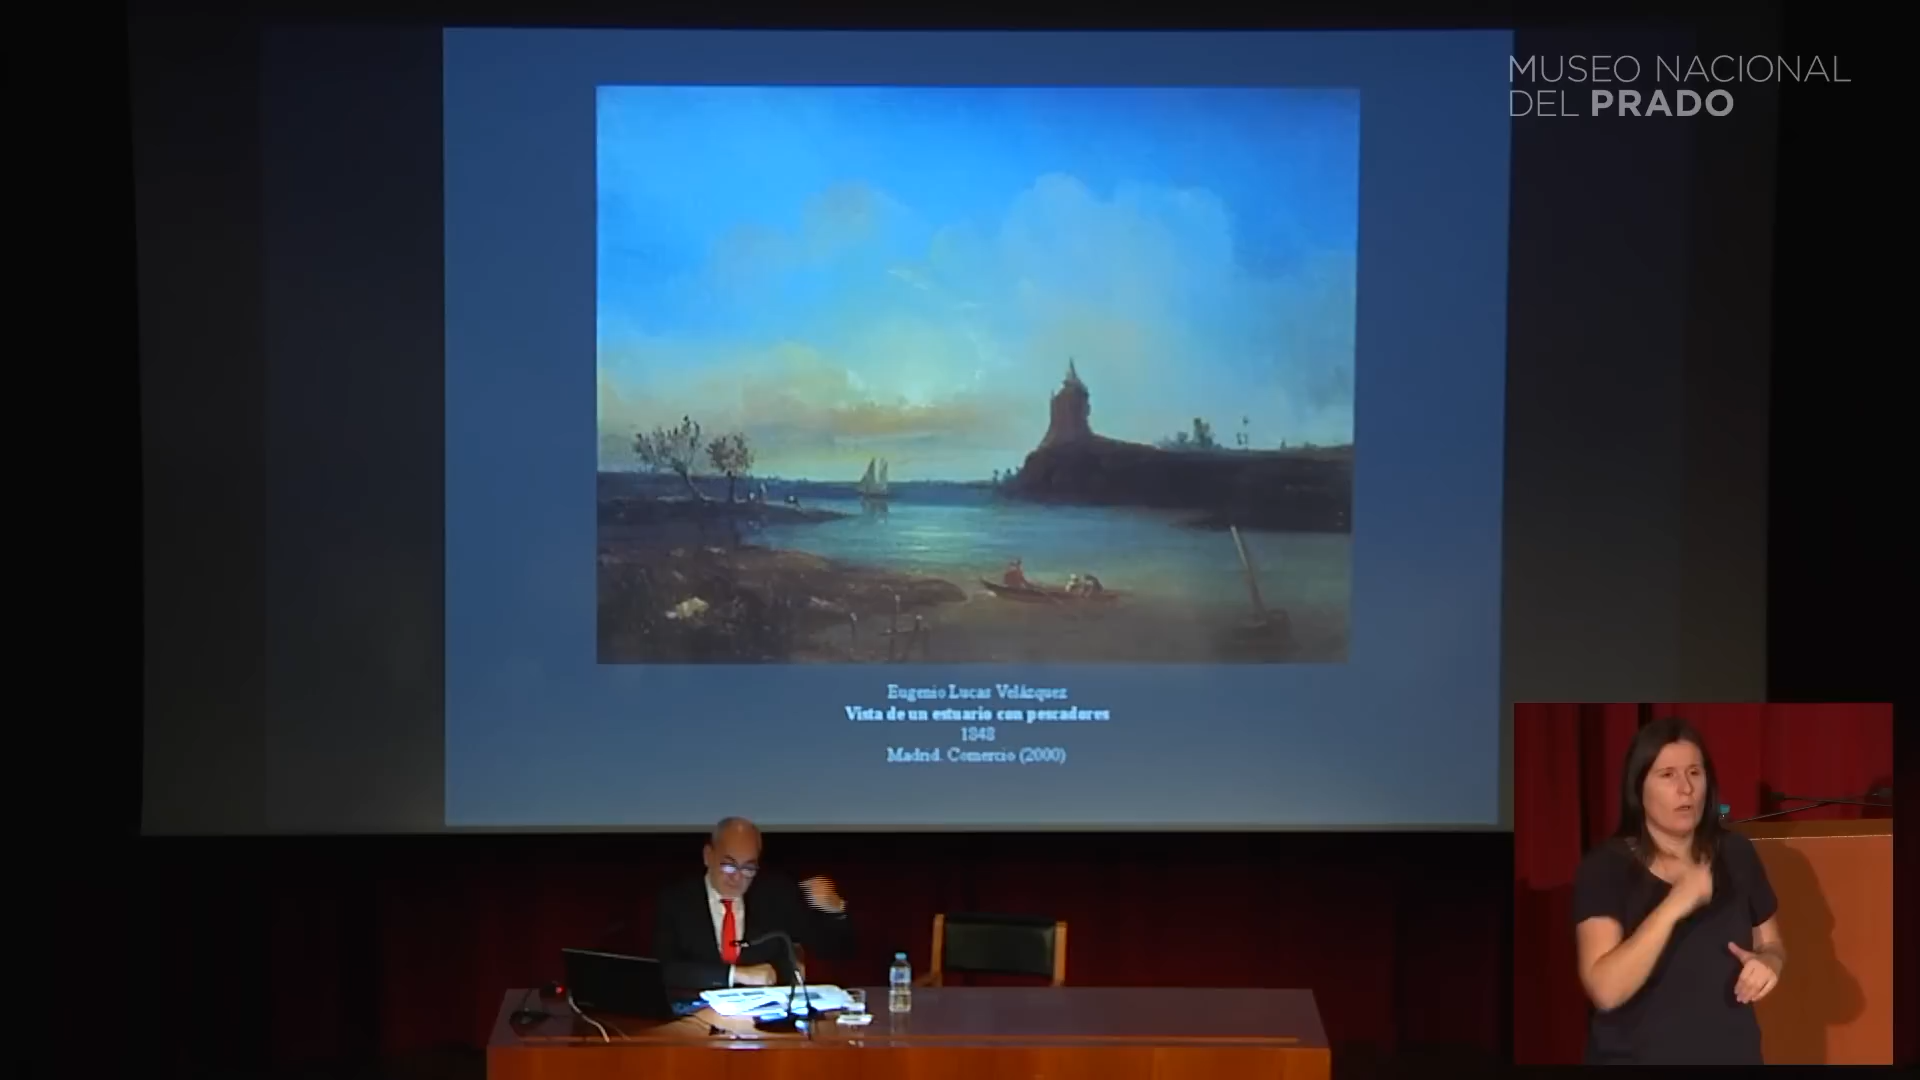 MUSEO NACIONAL
DEL PRADO
Eugenio Lucas Velázquez
Vista de un estuario con pescadores
1848
Madrid. Comercio (2000)